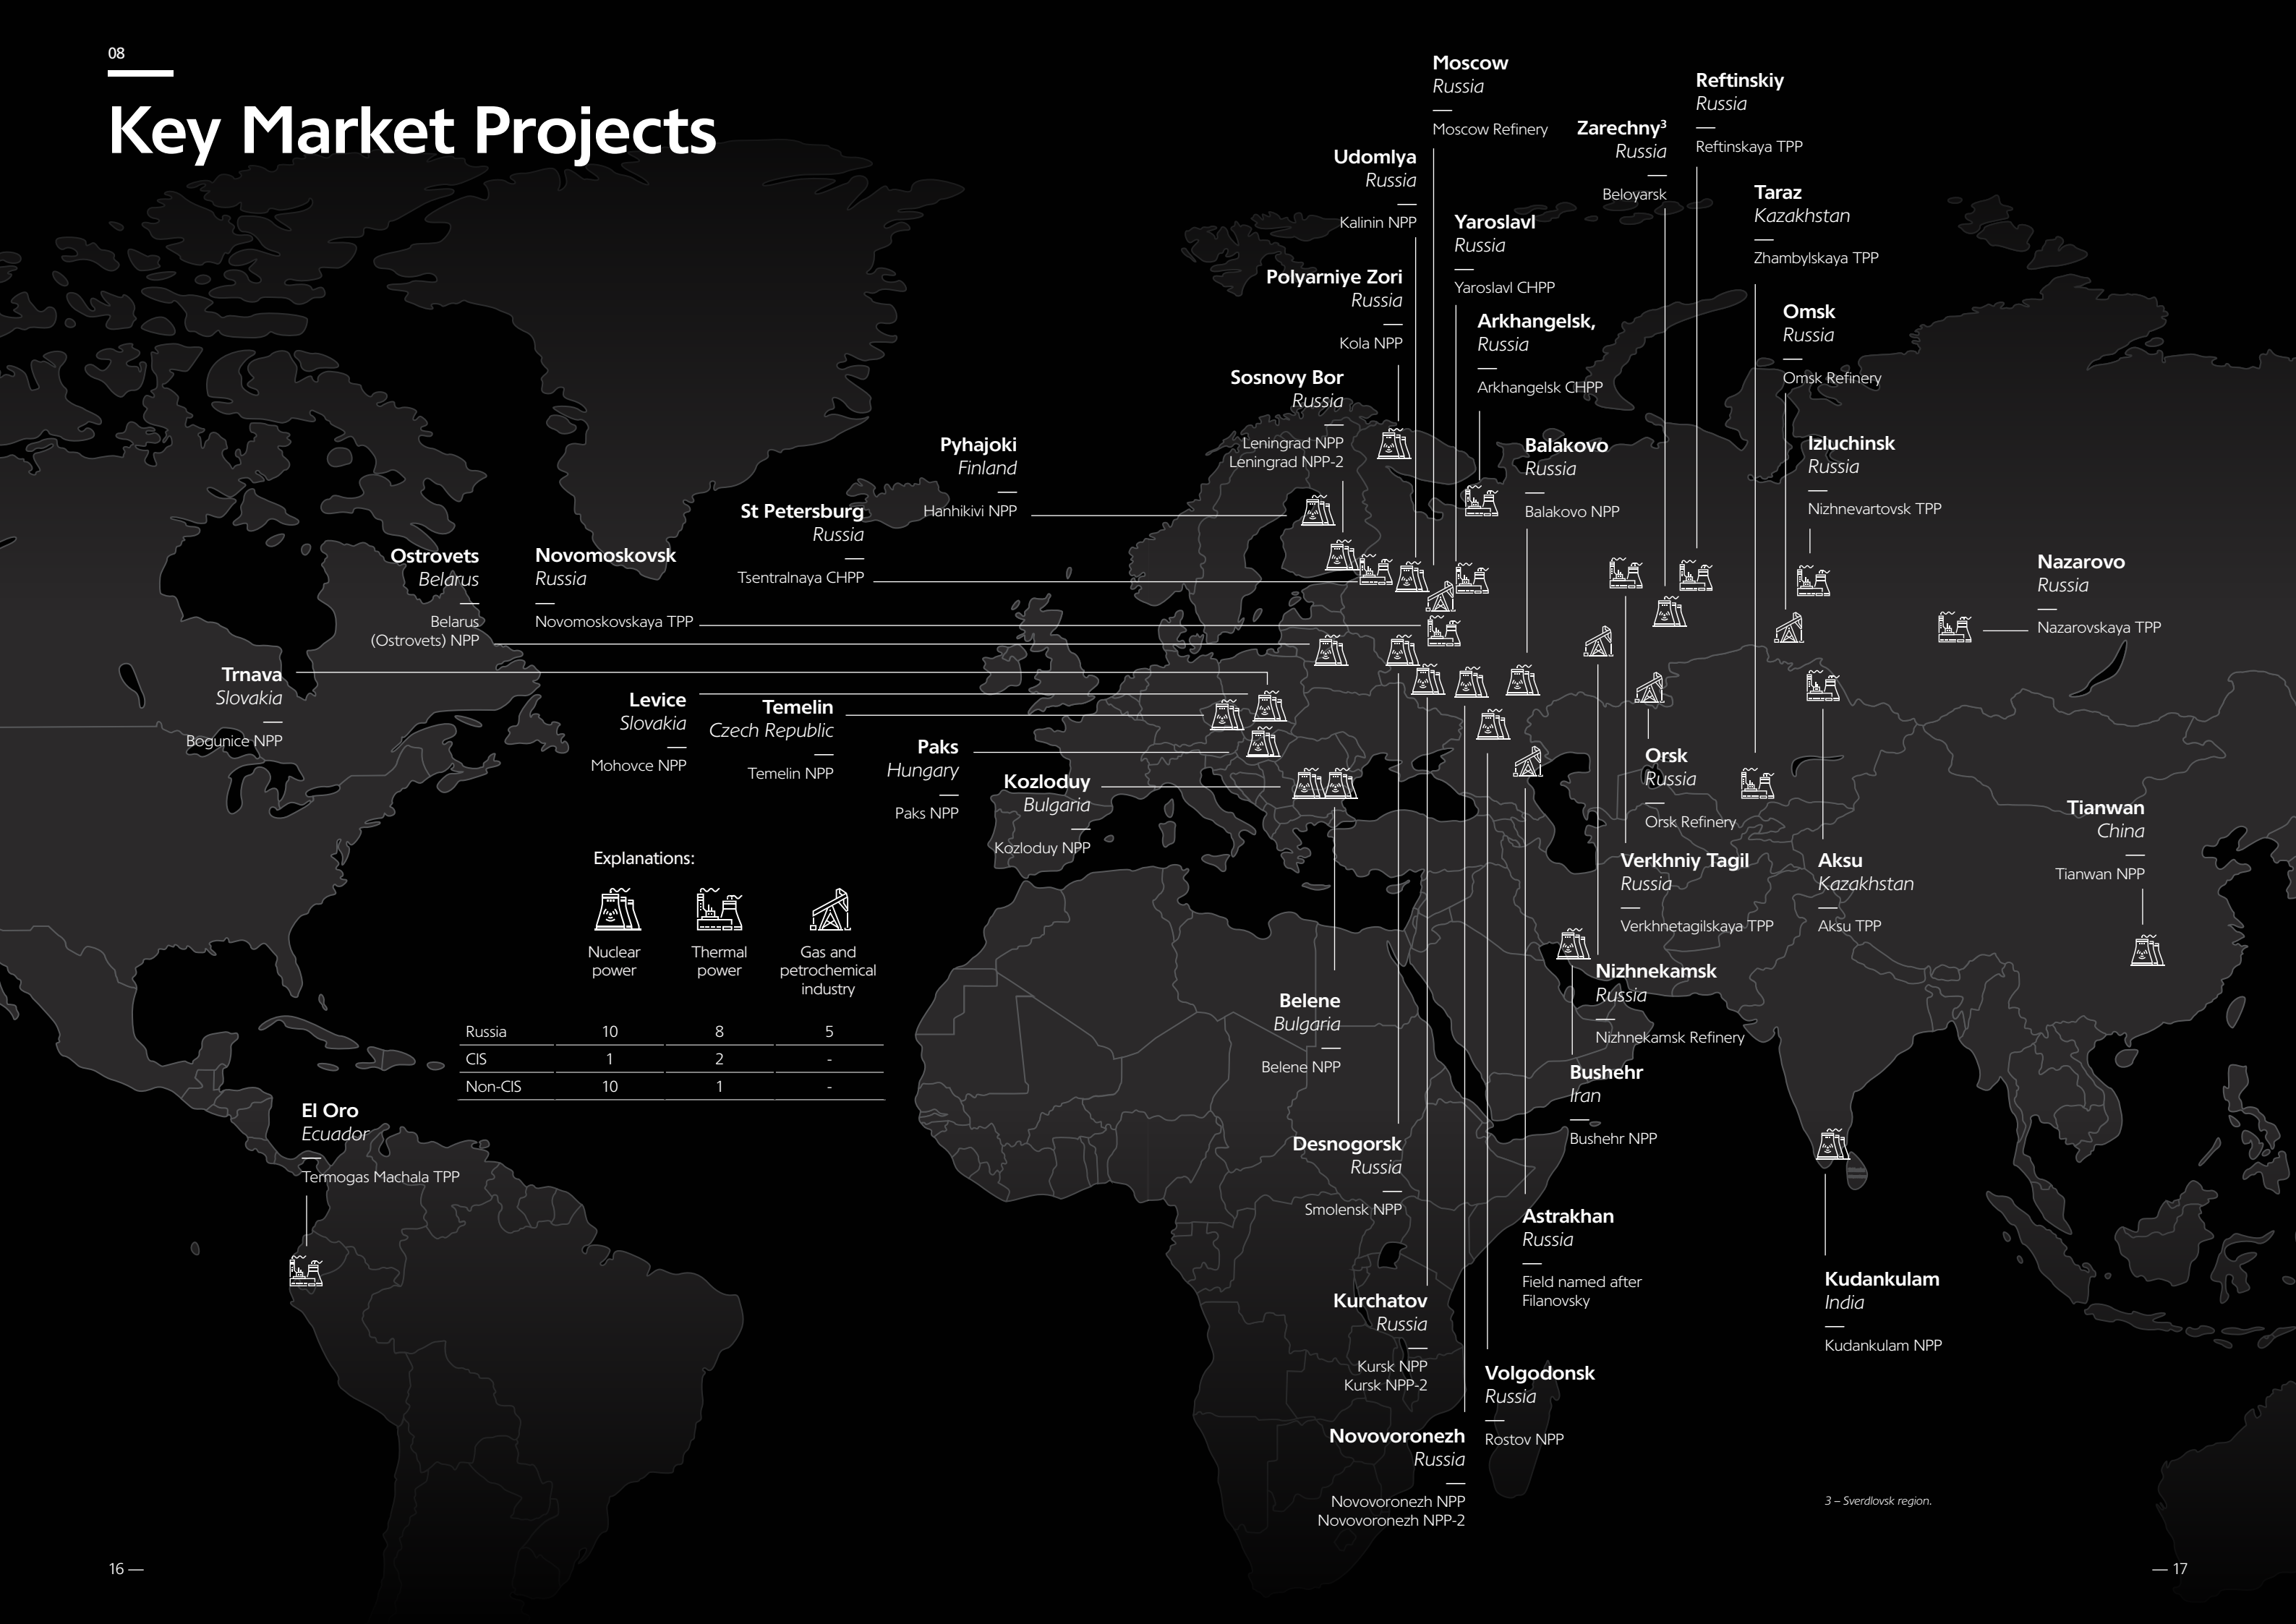 08
Key Market Projects
Moscow
Russia
—
Moscow Refinery
Reftinskiy
Russia
—
Reftinskaya TPP
Zarechny³
Russia
—
Beloyarsk
Udomlya
Russia
—
Kalinin NPP
Taraz
Kazakhstan
—
Zhambylskaya TPP
Yaroslavl
Russia
—
Yaroslavl CHPP
Polyarniye Zori
Russia
—
Kola NPP
Omsk
Russia
—
Omsk Refinery
Arkhangelsk,
Russia
—
Arkhangelsk CHPP
Sosnovy Bor
Russia
—
Leningrad NPP
Leningrad NPP-2
Pyhajoki
Finland
—
Hanhikivi NPP
Balakovo
Russia
—
Balakovo NPP
Izluchinsk
Russia
—
Nizhnevartovsk TPP
St Petersburg
Russia
—
Tsentralnaya CHPP
Ostrovets
Belarus
—
Belarus
(Ostrovets) NPP
Novomoskovsk
Russia
—
Novomoskovskaya TPP
Nazarovo
Russia
—
Nazarovskaya TPP
Trnava
Slovakia
—
Bogunice NPP
Levice
Slovakia
—
Mohovce NPP
Temelin
Czech Republic
—
Temelin NPP
Paks
Hungary
—
Paks NPP
Kozloduy
Bulgaria
—
Kozloduy NPP
Orsk
Russia
—
Orsk Refinery
Tianwan
China
—
Tianwan NPP
Verkhniy Tagil
Russia
—
Verkhnetagilskaya TPP
Aksu
Kazakhstan
—
Aksu TPP
Explanations:
Nuclear
power
Thermal
power
Gas and
petrochemical
industry
Russia 10 8 5
CIS 1 2 -
Non-CIS 10 1 -
Nizhnekamsk
Russia
—
Nizhnekamsk Refinery
Belene
Bulgaria
—
Belene NPP
Bushehr
Iran
—
Bushehr NPP
El Oro
Ecuador
—
Termogas Machala TPP
Desnogorsk
Russia
—
Smolensk NPP
Astrakhan
Russia
—
Field named after
Filanovsky
Kudankulam
India
—
Kudankulam NPP
Kurchatov
Russia
—
Kursk NPP
Kursk NPP-2
Volgodonsk
Russia
—
Rostov NPP
Novovoronezh
Russia
—
Novovoronezh NPP
Novovoronezh NPP-2
3 – Sverdlovsk region.
16 —
— 17